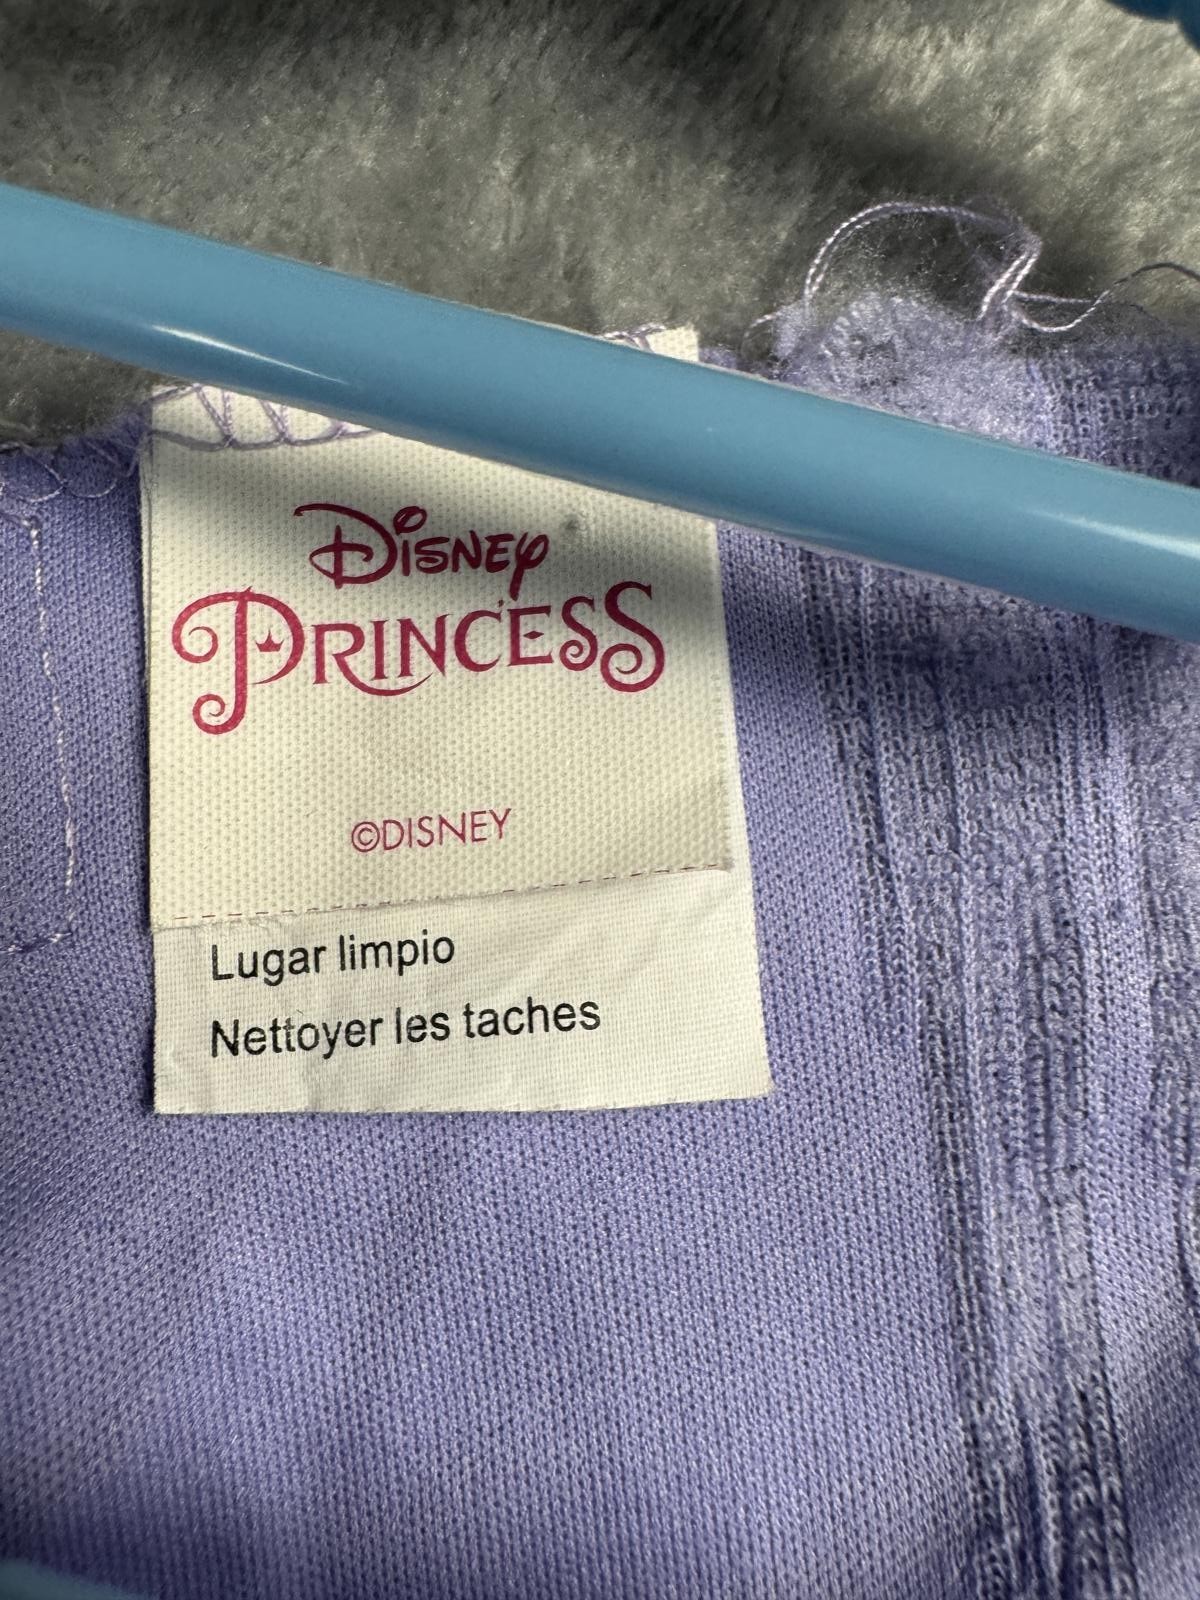 Disney
Princess
©DISNEY
Lugar limpio
Nettoyer les taches